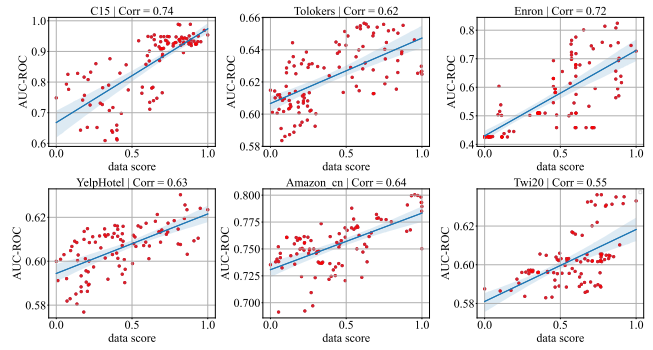 C15 | Corr = 0.74
Tolokers | Corr = 0.62
Enron | Corr = 0.72
1.0
0.9
0.8
0.7
0.6
AUC-ROC
0.0
0.5
1.0
data score
0.66
0.64
0.62
0.60
0.58
AUC-ROC
0.0
0.5
1.0
data score
0.8
0.7
0.6
0.5
0.4
AUC-ROC
0.0
0.5
1.0
data score
YelpHotel | Corr = 0.63
Amazon_cn | Corr = 0.64
Twi20 | Corr = 0.55
0.62
0.60
0.58
AUC-ROC
0.0
0.5
1.0
data score
0.800
0.775
0.750
0.725
0.700
AUC-ROC
0.0
0.5
1.0
data score
0.62
0.60
0.58
AUC-ROC
0.0
0.5
1.0
data score